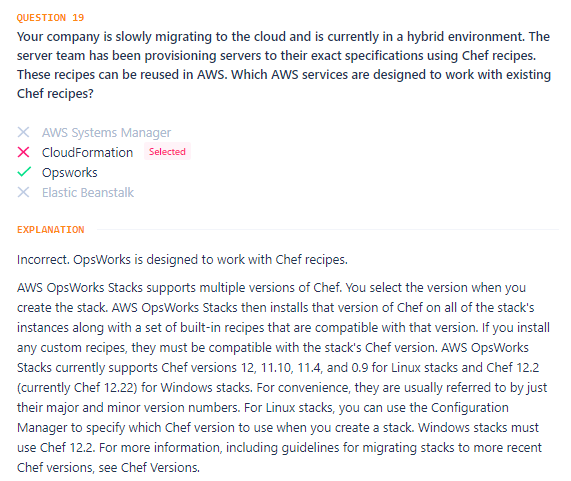 QUESTION 19
Your company is slowly migrating to the cloud and is currently in a hybrid environment. The
server team has been provisioning servers to their exact specifications using Chef recipes.
These recipes can be reused in AWS. Which AWS services are designed to work with existing
Chef recipes?
AWS Systems Manager
CloudFormation Selected
Opsworks
Elastic Beanstalk
EXPLANATION
Incorrect. OpsWorks is designed to work with Chef recipes.
AWS OpsWorks Stacks supports multiple versions of Chef. You select the version when you
create the stack. AWS OpsWorks Stacks then installs that version of Chef on all of the stack's
instances along with a set of built-in recipes that are compatible with that version. If you install
any custom recipes, they must be compatible with the stack's Chef version. AWS OpsWorks
Stacks currently supports Chef versions 12, 11.10, 11.4, and 0.9 for Linux stacks and Chef 12.2
(currently Chef 12.22) for Windows stacks. For convenience, they are usually referred to by just
their major and minor version numbers. For Linux stacks, you can use the Configuration
Manager to specify which Chef version to use when you create a stack. Windows stacks must
use Chef 12.2. For more information, including guidelines for migrating stacks to more recent
Chef versions, see Chef Versions.